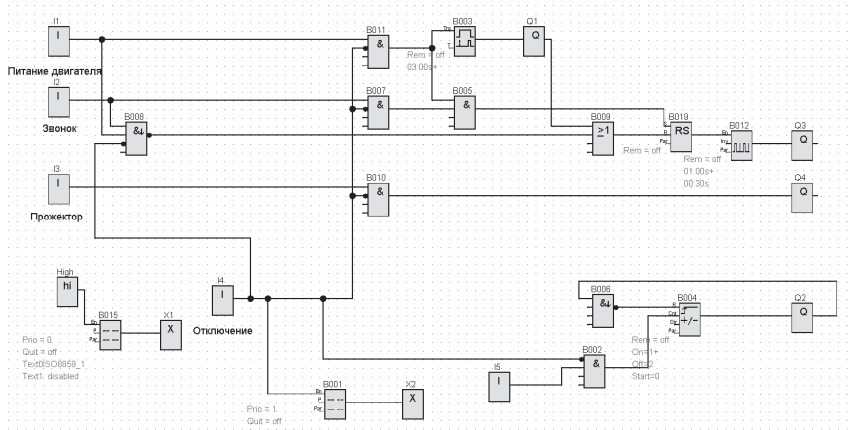 I1
I
Питание двигателя
B011
&
B003
Trg
T
Rem = off
03:00s+
Q1
Q
I2
I
Звонок
B008
&↓
B007
&
B005
&
B009
≥1
B019
S
R
Par
RS
Rem = off
B012
En
Inv
Par
Rem = off
01:00s+
00:30s
Q3
Q
I3
I
Прожектор
B010
&
Q4
Q
High
hi
B015
En
P
Par
Prio = 0
Quit = off
Text0ISO8859_1
Text1: disabled
X1
X
I4
I
Отключение
B001
En
P
Par
Prio = 1
Quit = off
X2
X
I5
I
B002
&
B006
&↓
B004
R
Cnt
Dir
Par
+/-
Rem = off
On=1+
Off=2
Start=0
Q2
Q